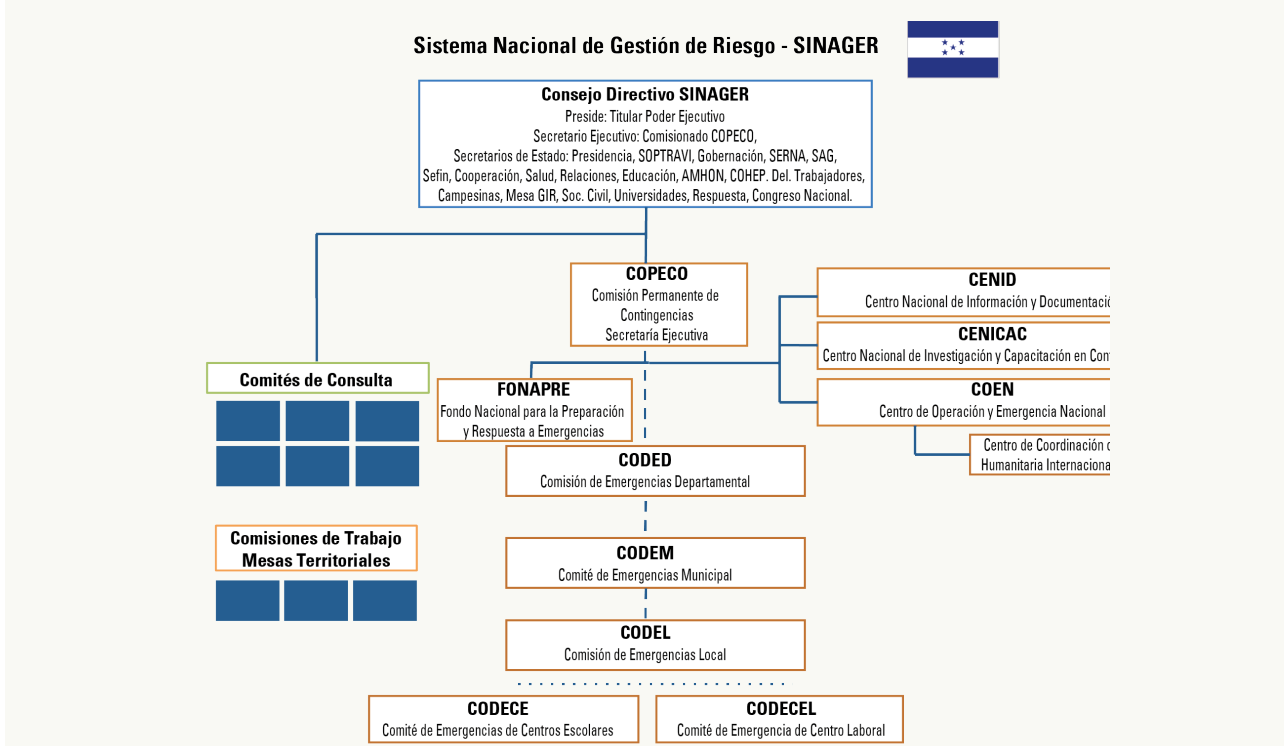 Sistema Nacional de Gestión de Riesgo - SINAGER
Consejo Directivo SINAGER
Preside: Titular Poder Ejecutivo
Secretario Ejecutivo: Comisionado COPECO,
Secretarios de Estado: Presidencia, SOPTRAVI, Gobernación, SERNA, SAG,
Sefin, Cooperación, Salud, Relaciones, Educación, AMHON, COHEP. Del. Trabajadores,
Campesinas, Mesa GIR, Soc. Civil, Universidades, Respuesta, Congreso Nacional.
COPECO
Comisión Permanente de
Contingencias
Secretaría Ejecutiva
CENID
Centro Nacional de Información y
CENICAC
Centro Nacional de Investigación y Capacitación en
COEN
Centro de Operación y Emergencia Nacional
Centro de Coordinación
Humanitaria
Comités de Consulta
FONAPRE
Fondo Nacional para la Preparación
y Respuesta a Emergencias
CODED
Comisión de Emergencias Departamental
Comisiones de Trabajo
Mesas Territoriales
CODEM
Comité de Emergencias Municipal
CODEL
Comisión de Emergencias Local
CODECE
Comité de Emergencias de Centros Escolares
CODECEL
Comité de Emergencia de Centro Laboral